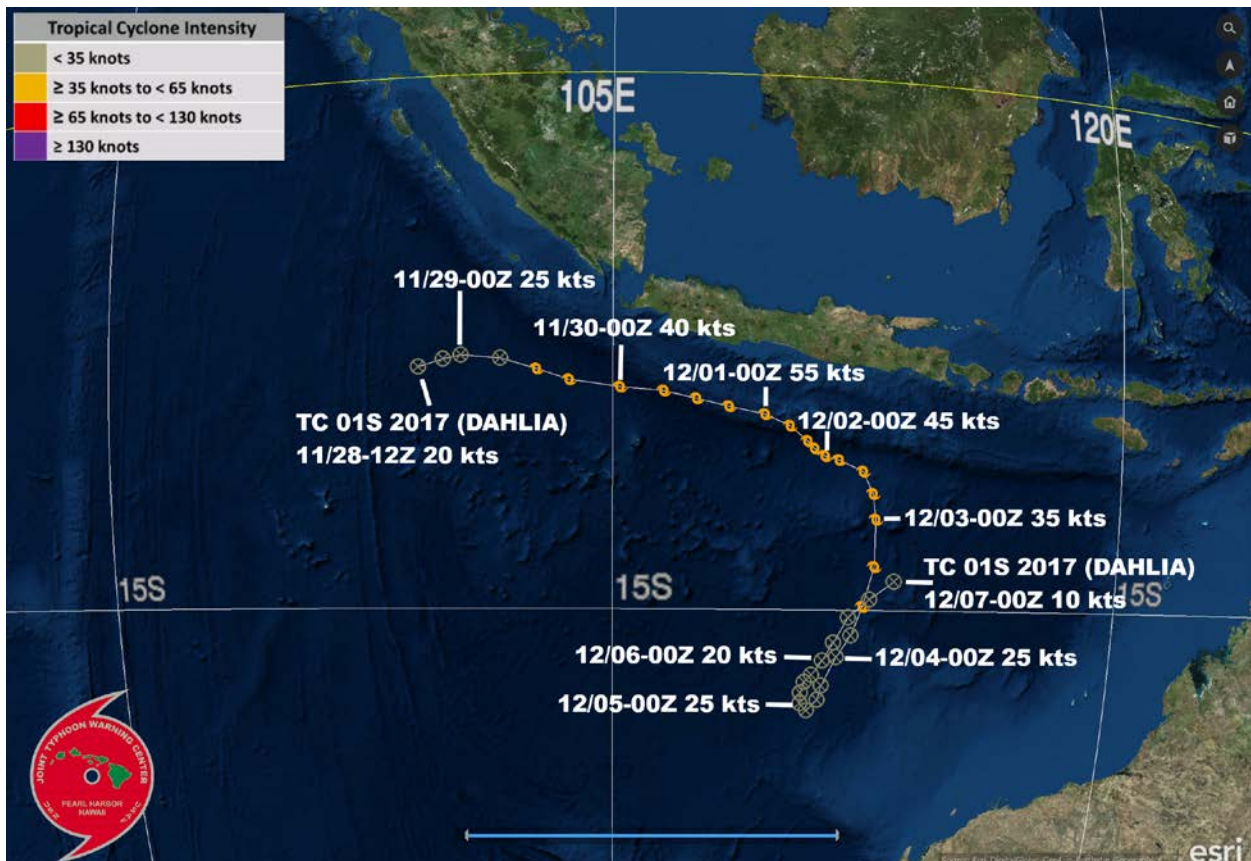 Tropical Cyclone Intensity
< 35 knots
≥ 35 knots to < 65 knots
≥ 65 knots to < 130 knots
≥ 130 knots
105E
120E
11/29-00Z 25 kts
11/30-00Z 40 kts
12/01-00Z 55 kts
TC 01S 2017 (DAHLIA)
11/28-12Z 20 kts
12/02-00Z 45 kts
12/03-00Z 35 kts
TC 01S 2017 (DAHLIA)
12/07-00Z 10 kts
15S
15S
15S
12/06-00Z 20 kts
12/04-00Z 25 kts
12/05-00Z 25 kts
JOINT TYPHOON WARNING CENTER
PEARL HARBOR
HAWAII
esri